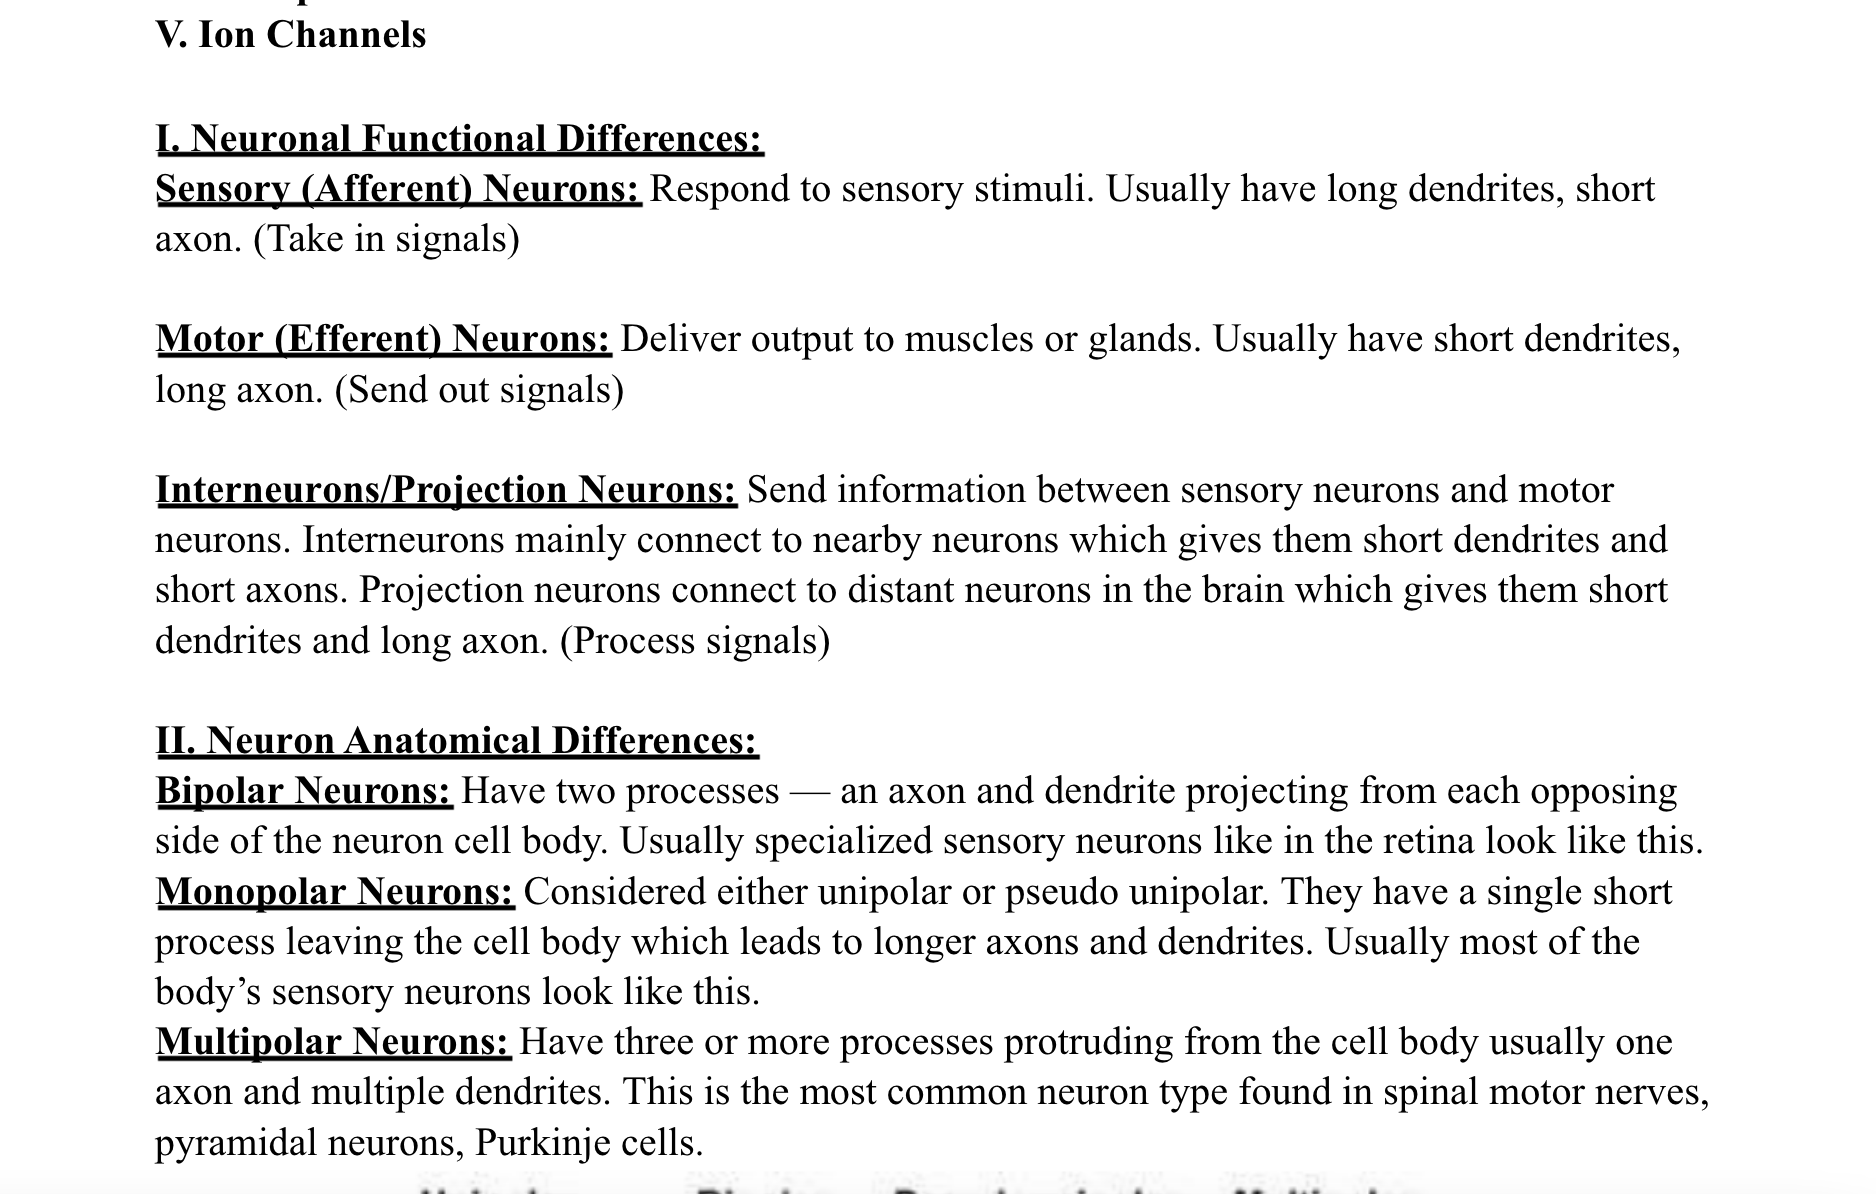 V. Ion Channels
I. Neuronal Functional Differences:
Sensory (Afferent) Neurons: Respond to sensory stimuli. Usually have long dendrites, short
axon. (Take in signals)
Motor (Efferent) Neurons: Deliver output to muscles or glands. Usually have short dendrites,
long axon. (Send out signals)
Interneurons/Projection Neurons: Send information between sensory neurons and motor
neurons. Interneurons mainly connect to nearby neurons which gives them short dendrites and
short axons. Projection neurons connect to distant neurons in the brain which gives them short
dendrites and long axon. (Process signals)
II. Neuron Anatomical Differences:
Bipolar Neurons: Have two processes — an axon and dendrite projecting from each opposing
side of the neuron cell body. Usually specialized sensory neurons like in the retina look like this.
Monopolar Neurons: Considered either unipolar or pseudo unipolar. They have a single short
process leaving the cell body which leads to longer axons and dendrites. Usually most of the
body’s sensory neurons look like this.
Multipolar Neurons: Have three or more processes protruding from the cell body usually one
axon and multiple dendrites. This is the most common neuron type found in spinal motor nerves,
pyramidal neurons, Purkinje cells.